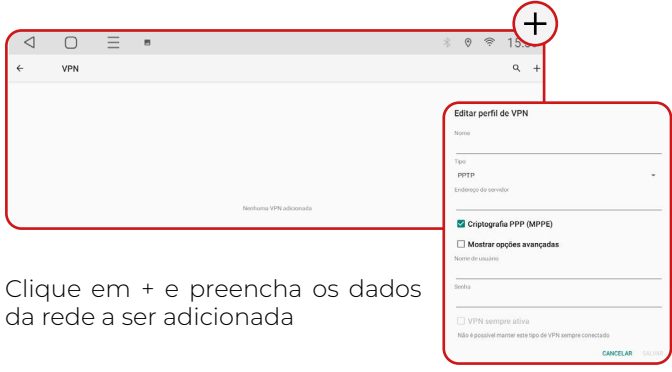 +
VPN
Nenhuma VPN adicionada
Editar perfil de VPN
Nome
Tipo
PPTP
Endereço do servidor
Criptografia PPP (MPPE)
Mostrar opções avançadas
Nome de usuário
Senha
VPN sempre ativa
Não é possível manter este tipo de VPN sempre conectado
CANCELAR SALVAR
Clique em + e preencha os dados
da rede a ser adicionada